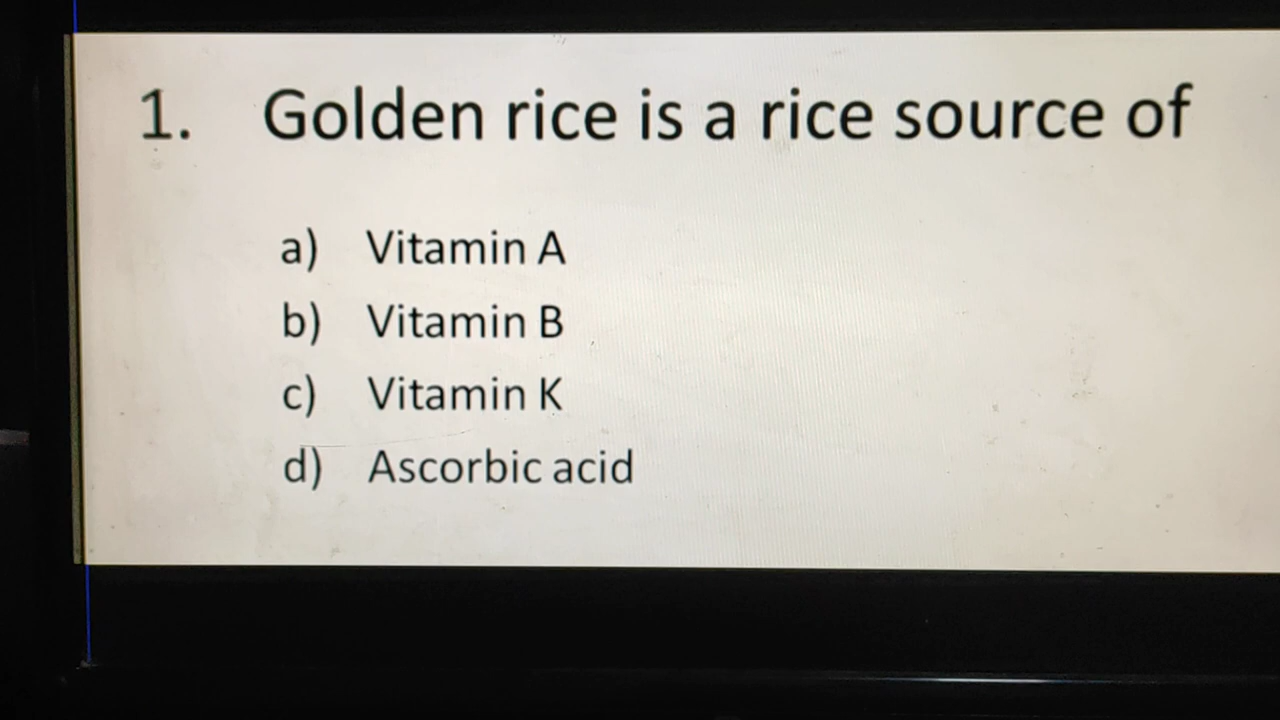 1. Golden rice is a rice source of
a) Vitamin A
b) Vitamin B
c) Vitamin K
d) Ascorbic acid